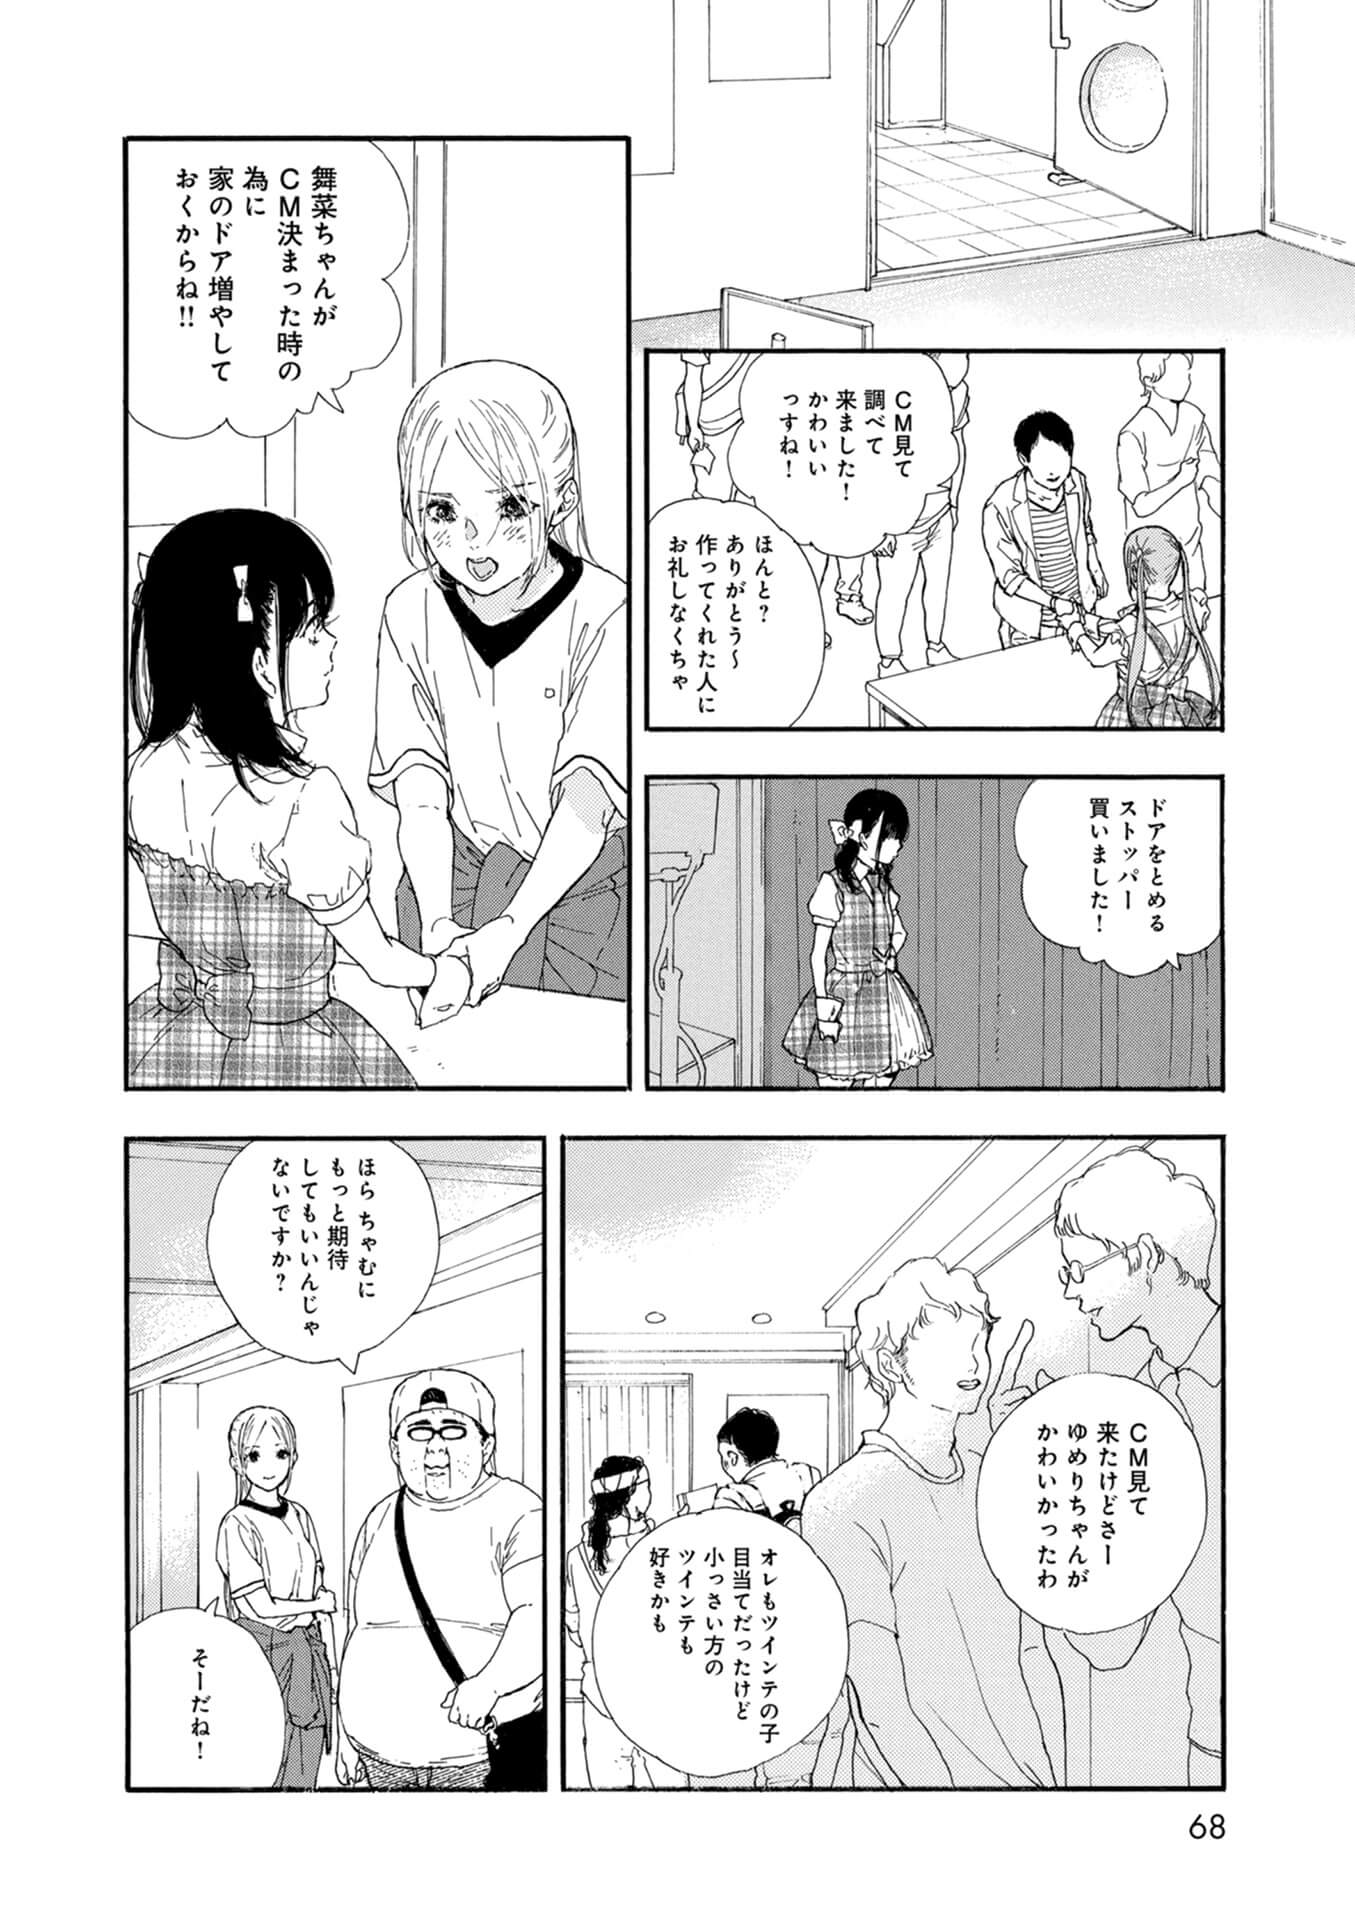 CM見て
調べて
来ました!
かわいい
っすね!
ほんと?
ありがとう〜
作ってくれた人に
お礼しなくちゃ
ドアをとめる
ストッパー
買いました!
舞菜ちゃんが
CM決まった時の
為に
家のドア増やして
おくからね!!
CM見て
来たけどさー
ゆめりちゃんが
かわいかったわ
オレもツインテの子
目当てだったけど
小っさい方の
ツインテも
好きかも
ほら ちゃむに
もっと期待
してもいいんじゃ
ないですか?
そーだね!
68